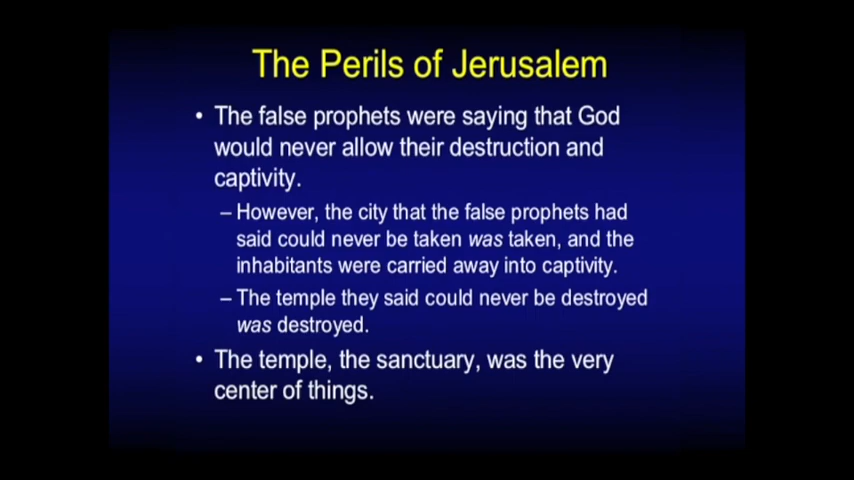 The Perils of Jerusalem
• The false prophets were saying that God
would never allow their destruction and
captivity.
– However, the city that the false prophets had
said could never be taken was taken, and the
inhabitants were carried away into captivity.
– The temple they said could never be destroyed
was destroyed.
• The temple, the sanctuary, was the very
center of things.